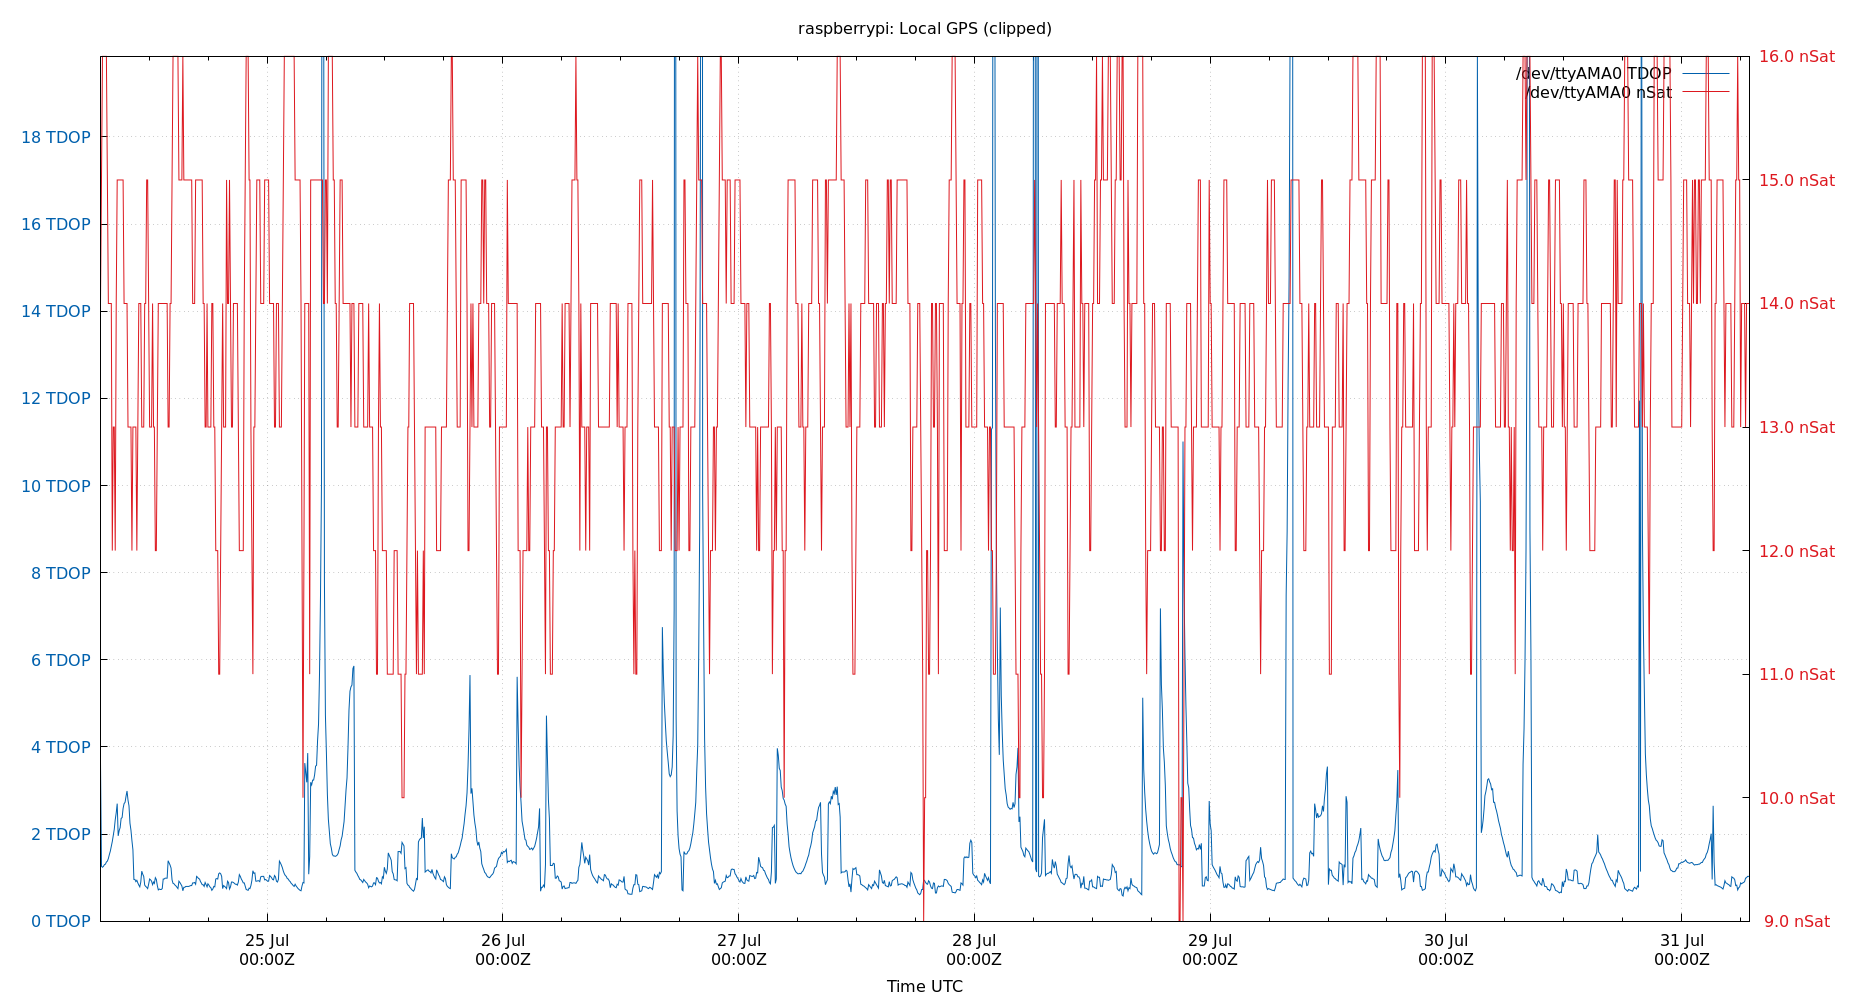 raspberrypi: Local GPS (clipped)
/dev/ttyAMA0 TDOP
/dev/ttyAMA0 nSat
18 TDOP
16 TDOP
14 TDOP
12 TDOP
10 TDOP
8 TDOP
6 TDOP
4 TDOP
2 TDOP
0 TDOP
16.0 nSat
15.0 nSat
14.0 nSat
13.0 nSat
12.0 nSat
11.0 nSat
10.0 nSat
9.0 nSat
25 Jul
00:00Z
26 Jul
00:00Z
27 Jul
00:00Z
28 Jul
00:00Z
29 Jul
00:00Z
30 Jul
00:00Z
31 Jul
00:00Z
Time UTC